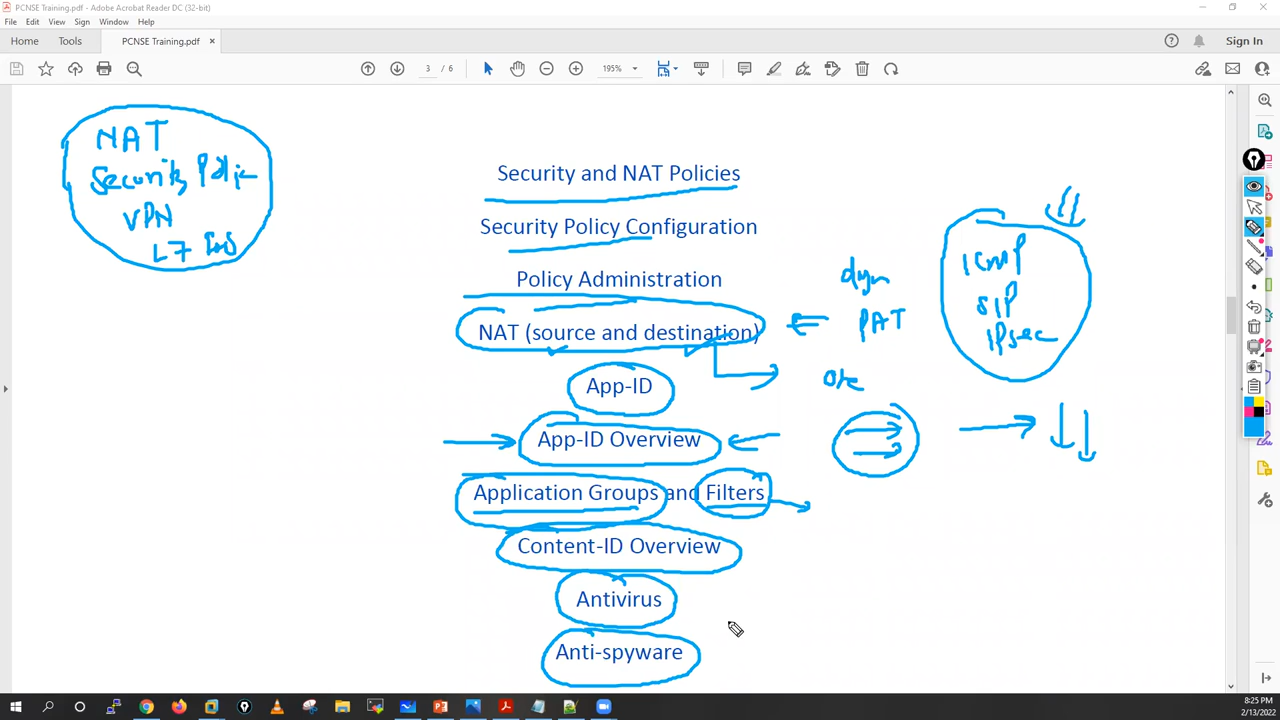 PCNSE Training.pdf - Adobe Acrobat Reader DC (32-bit)
File Edit View Sign Window Help
Home Tools PCNSE Training.pdf × Sign In
3 / 6 195%
NAT
Security Polic
VPN
L7
Security and NAT Policies
Security Policy Configuration
Policy Administration
NAT (source and destination)
App-ID
App-ID Overview
Application Groups and Filters
Content-ID Overview
Antivirus
Anti-spyware
dyn
PAT
ICMP
SIP
IPsec
8:25 PM
2/13/2022